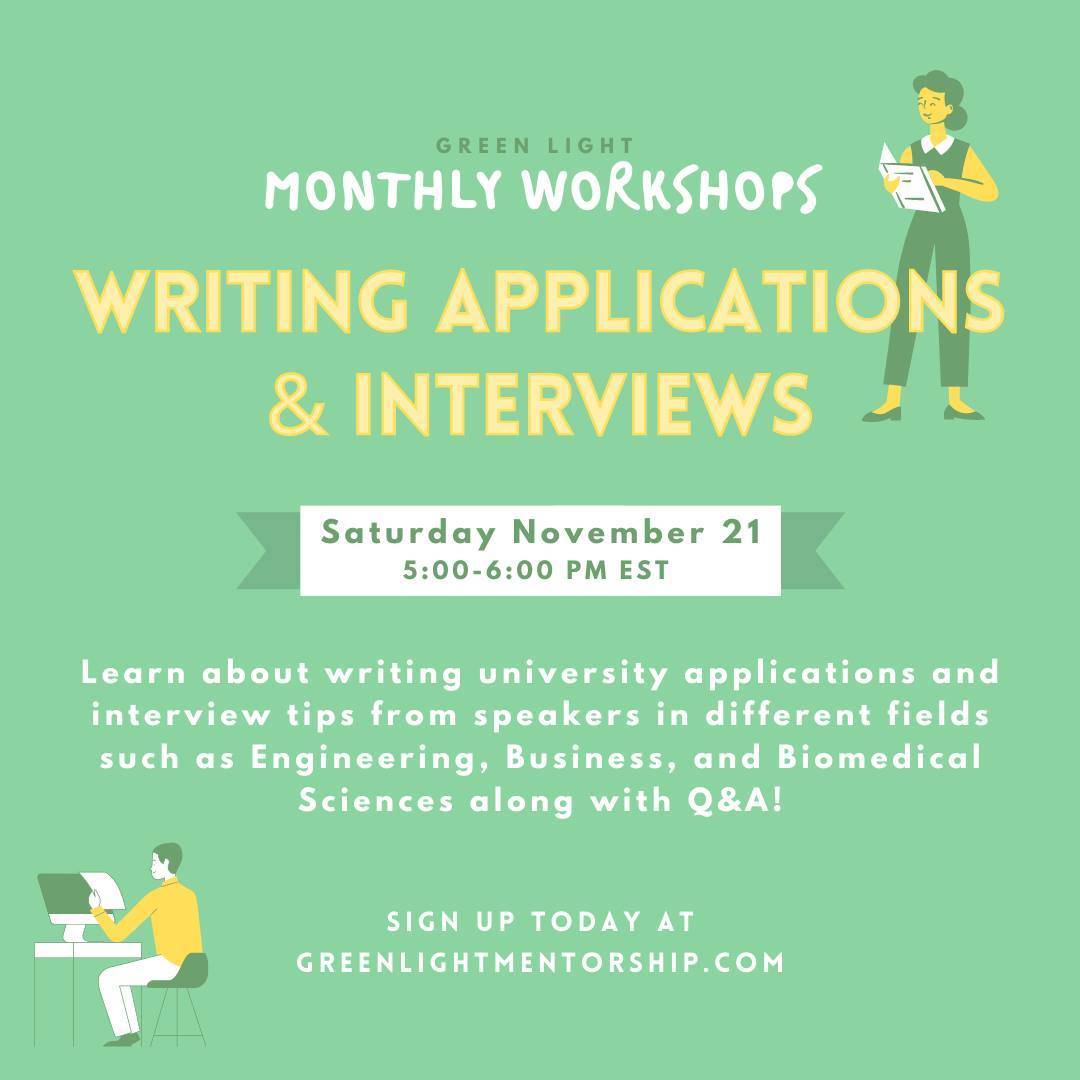 GREEN LIGHT
MONTHLY WORKSHOPS
WRITING APPLICATIONS
& INTERVIEWS
Saturday November 21
5:00-6:00 PM EST
Learn about writing university applications and
interview tips from speakers in different fields
such as Engineering, Business, and Biomedical
Sciences along with Q&A!
SIGN UP TODAY AT
GREENLIGHTMENTORSHIP.COM